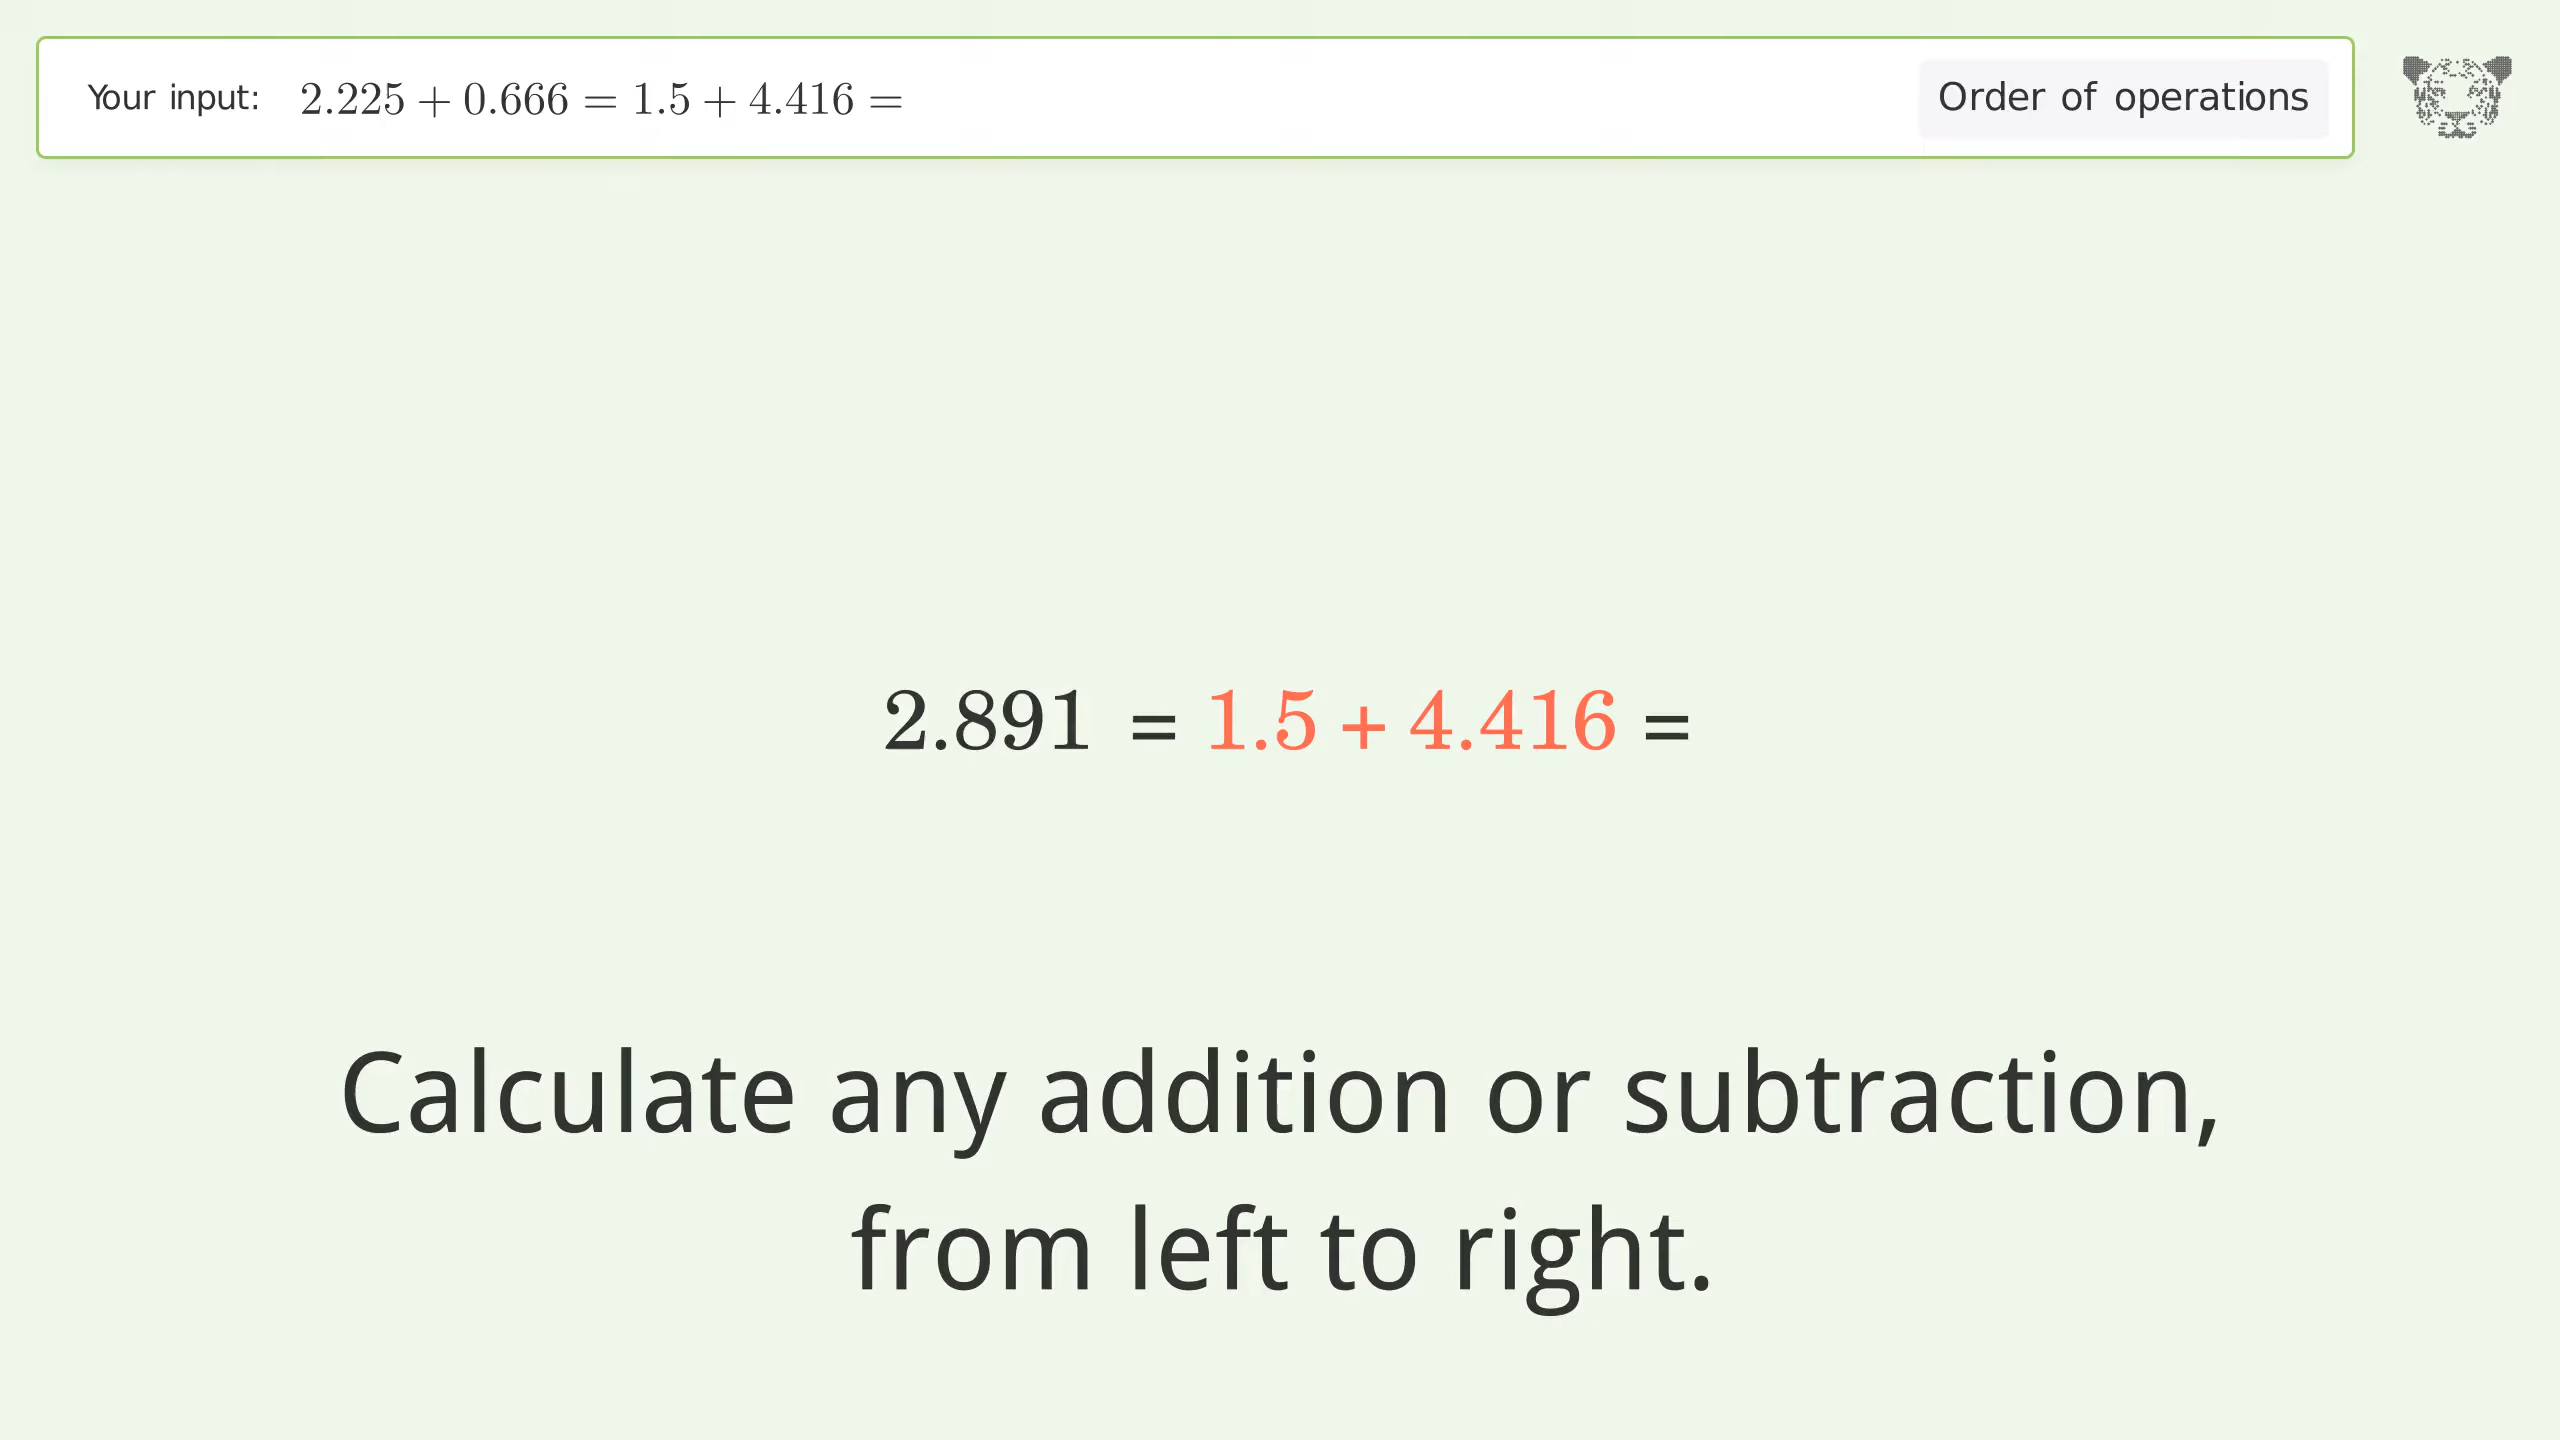 Your input: 2.225 + 0.666 = 1.5 + 4.416 = Order of operations
2.891 = 1.5 + 4.416 =
Calculate any addition or subtraction,
from left to right.